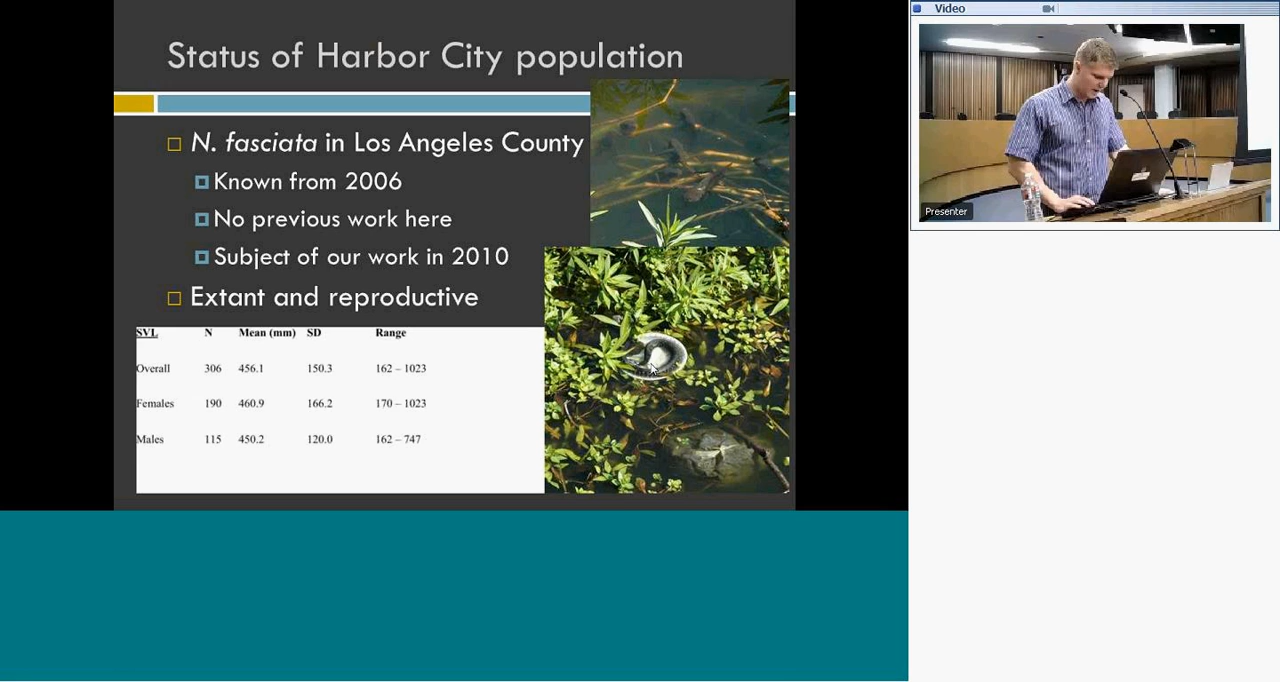 Status of Harbor City population
N. fasciata in Los Angeles County
Known from 2006
No previous work here
Subject of our work in 2010
Extant and reproductive
SVL N Mean (mm) SD Range
Overall 306 456.1 150.3 162 – 1023
Females 190 460.9 166.2 170 – 1023
Males 115 450.2 120.0 162 – 747
Video
Presenter